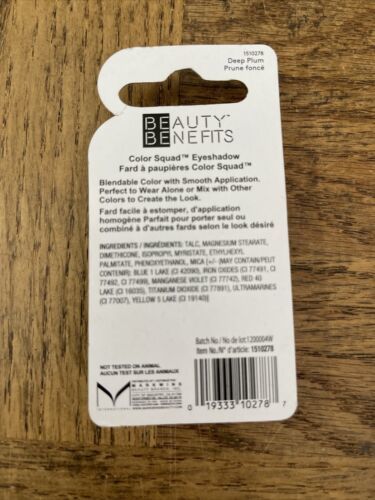 1510278
Deep Plum
Prune foncé
BEAUTY™
BENEFITS
Color Squad™ Eyeshadow
Fard à paupières Color Squad™
Blendable Color with Smooth Application.
Perfect to Wear Alone or Mix with Other
Colors to Create the Look.
Fard facile à estomper, d'application
homogène Parfait pour porter seul ou
combiné à d'autres fards selon le look désiré
INGREDIENTS / INGRÉDIENTS: TALC, MAGNESIUM STEARATE,
DIMETHICONE, ISOPROPYL MYRISTATE, ETHYLHEXYL
PALMITATE, PHENOXYETHANOL, MICA [+/- (MAY CONTAIN/PEUT
CONTENIR): BLUE 1 LAKE (CI 42090), IRON OXIDES (CI 77491, CI
77492, CI 77499), MANGANESE VIOLET (CI 77742), RED 40
LAKE (CI 16035), TITANIUM DIOXIDE (CI 77891), ULTRAMARINES
(CI 77007), YELLOW 5 LAKE (CI 19140)]
Batch No./ No de lot:1200004W
Item No./N° d'article: 1510278
NOT TESTED ON ANIMAL
AUCUN TEST SUR LES ANIMAUX
MARKWINS
INTERNATIONAL
0 19333 10278 7